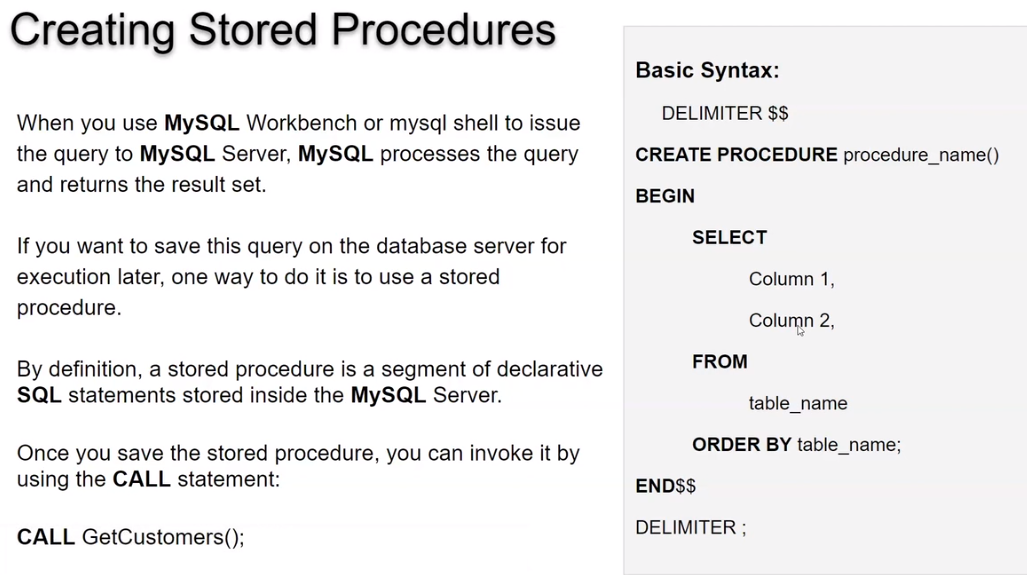 Creating Stored Procedures
When you use MySQL Workbench or mysql shell to issue
the query to MySQL Server, MySQL processes the query
and returns the result set.
If you want to save this query on the database server for
execution later, one way to do it is to use a stored
procedure.
By definition, a stored procedure is a segment of declarative
SQL statements stored inside the MySQL Server.
Once you save the stored procedure, you can invoke it by
using the CALL statement:
CALL GetCustomers();
Basic Syntax:
DELIMITER $$
CREATE PROCEDURE procedure_name()
BEGIN
SELECT
Column 1,
Column 2,
FROM
table_name
ORDER BY table_name;
END$$
DELIMITER ;